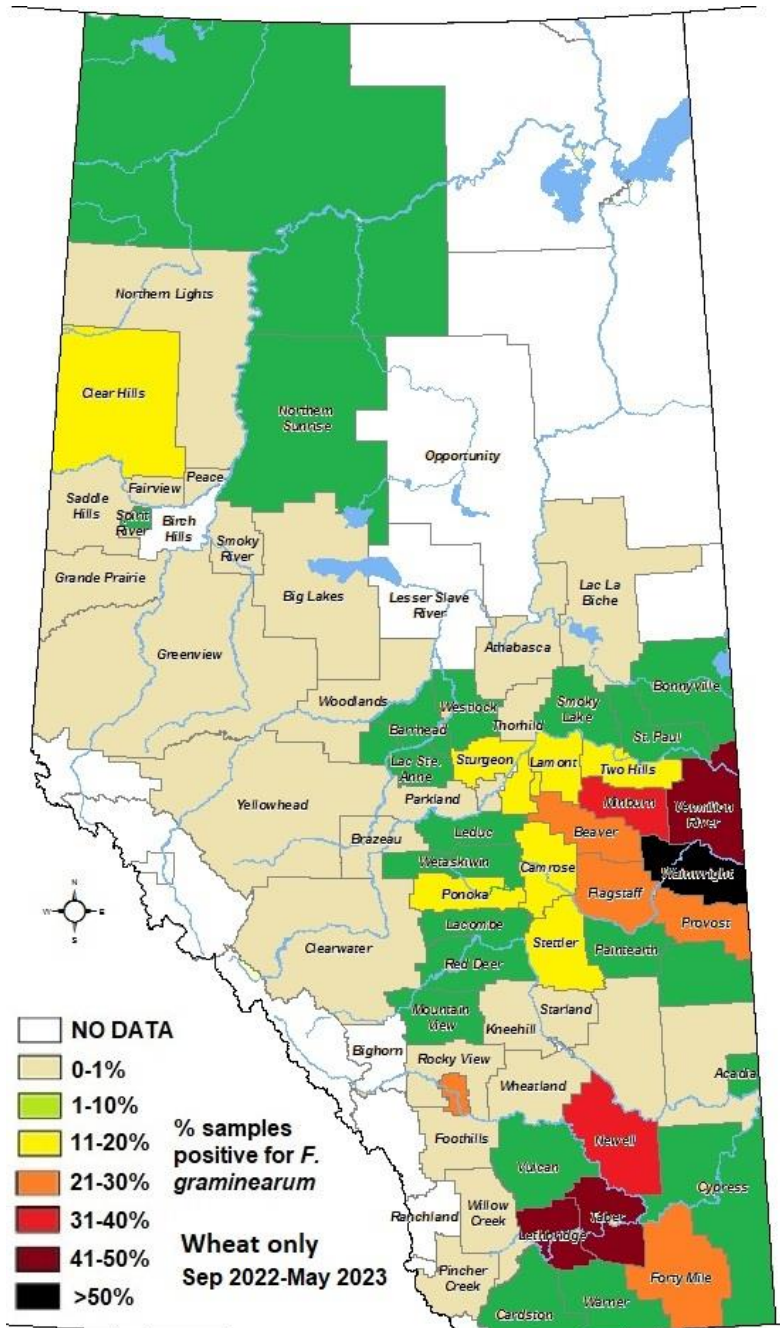 Northern Lights
Clear Hills
Northern
Sunrise
Opportunity
Peace
Fairview
Saddle
Hills
Spirit
River
Birch
Hills
Smoky
River
Grande Prairie
Big Lakes
Lesser Slave
River
Lac La
Biche
Greenview
Athabasca
Woodlands
Westlock
Barrhead
Thorhild
Smoky
Lake
Bonnyville
St. Paul
Lac Ste.
Anne
Sturgeon
Lamont
Two Hills
Yellowhead
Parkland
Minburn
Vermilion
River
Brazeau
Leduc
Beaver
Wetaskiwin
Camrose
Wainwright
Ponoka
Flagstaff
N
W
E
S
Lacombe
Provost
Clearwater
Stettler
Paintearth
Red Deer
Mountain
View
Starland
Kneehill
Bighorn
Rocky View
Wheatland
Acadia
Foothills
Newell
Vulcan
Cypress
Ranchland
Willow
Creek
Taber
Lethbridge
Pincher
Creek
Forty Mile
Cardston
Warner
NO DATA
0-1%
1-10%
11-20%
21-30%
31-40%
41-50%
>50%
% samples
positive for F.
graminearum
Wheat only
Sep 2022-May 2023